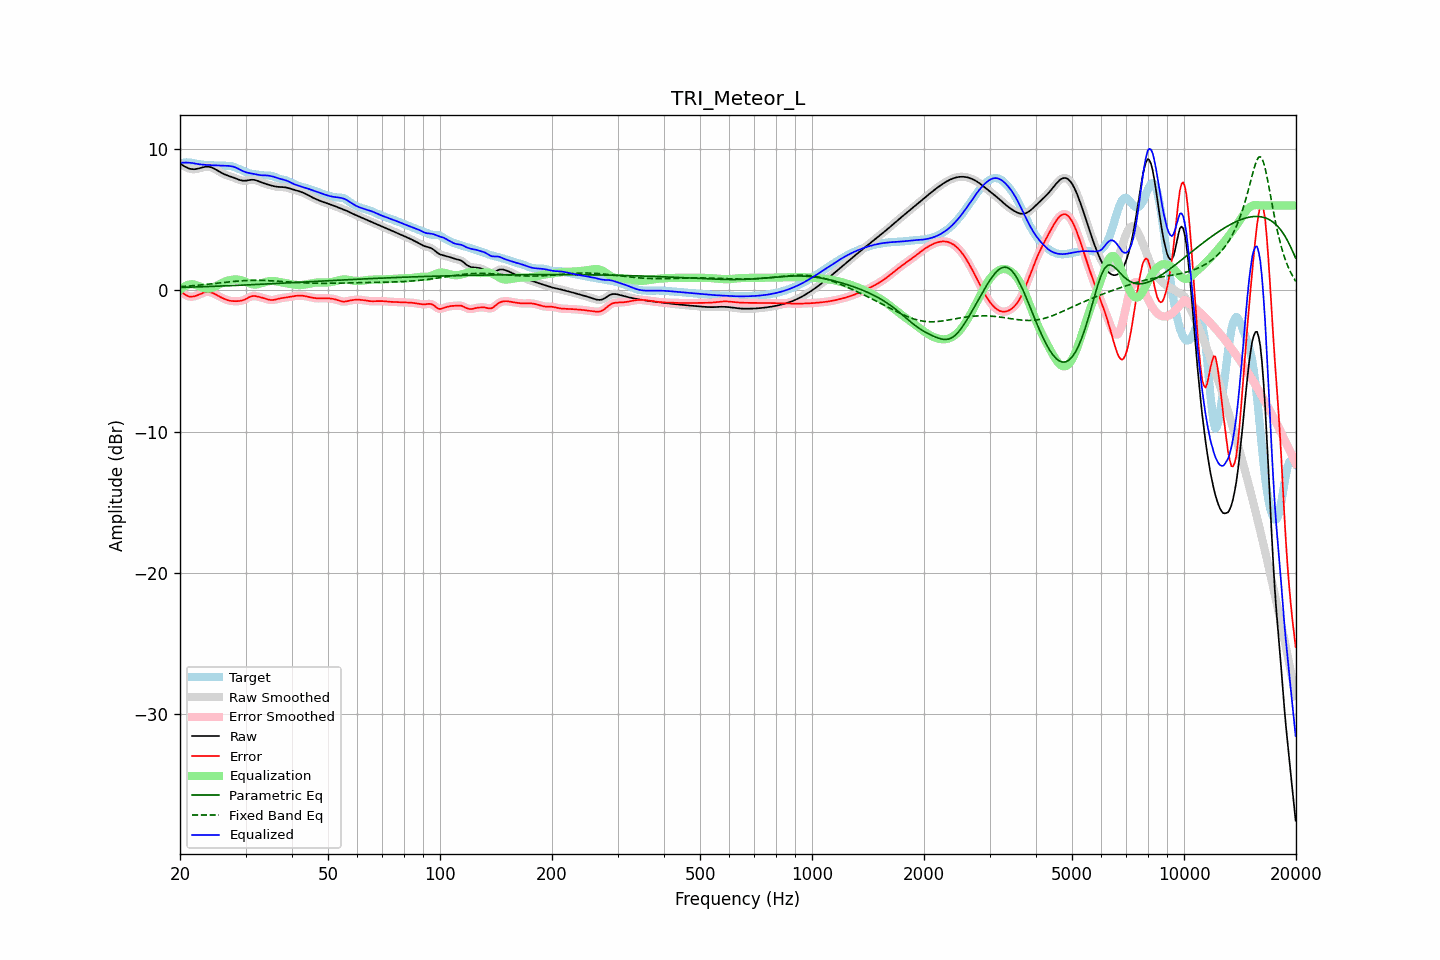 TRI_Meteor_L
Amplitude (dBr)
10
0
−10
−20
−30
Target
Raw Smoothed
Error Smoothed
Raw
Error
Equalization
Parametric Eq
Fixed Band Eq
Equalized
20 50 100 200 500 1000 2000 5000 10000 20000
Frequency (Hz)